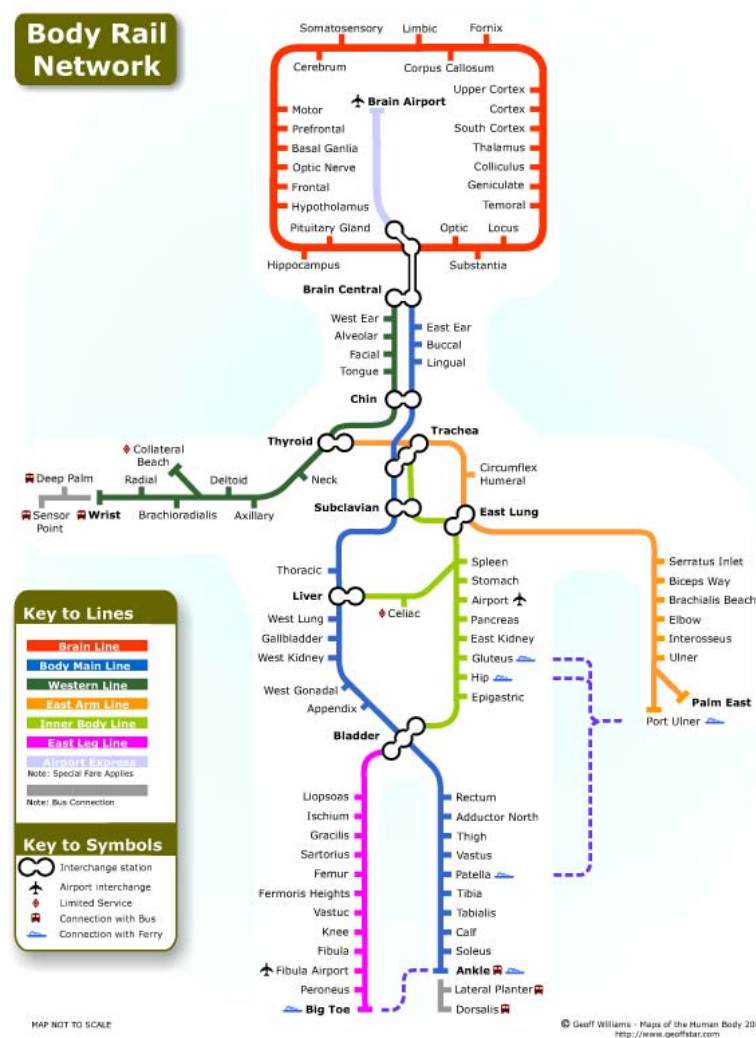 Body Rail
Network
Somatosensory
Limbic
Fornix
Cerebrum
Corpus Callosum
Upper Cortex
Brain Airport
Motor
Cortex
Prefrontal
South Cortex
Basal Ganlia
Thalamus
Optic Nerve
Colliculus
Frontal
Geniculate
Hypotholamus
Temoral
Pituitary Gland
Optic
Locus
Hippocampus
Substantia
Brain Central
West Ear
East Ear
Alveolar
Buccal
Facial
Lingual
Tongue
Chin
Thyroid
Trachea
Collateral
Beach
Circumflex
Humeral
Deep Palm
Radial
Deltoid
Neck
Sensor
Point
Wrist
Brachioradialis
Axillary
Subclavian
East Lung
Thoracic
Spleen
Serratus Inlet
Stomach
Biceps Way
Liver
Airport
Brachialis Beach
Celiac
West Lung
Pancreas
Elbow
Gallbladder
East Kidney
Interosseus
West Kidney
Gluteus
Ulner
Hip
West Gonadal
Epigastric
Palm East
Appendix
Port Ulner
Bladder
Liopsoas
Rectum
Ischium
Adductor North
Gracilis
Thigh
Sartorius
Vastus
Femur
Patella
Fermoris Heights
Tibia
Vastuc
Tabialis
Knee
Calf
Fibula
Soleus
Fibula Airport
Ankle
Peroneus
Lateral Planter
Big Toe
Dorsalis
Key to Lines
Brain Line
Body Main Line
Western Line
East Arm Line
Inner Body Line
East Leg Line
Airport Express
Note: Special Fare Applies
Note: Bus Connection
Key to Symbols
Interchange station
Airport interchange
Limited Service
Connection with Bus
Connection with Ferry
MAP NOT TO SCALE
© Geoff Williams - Maps of the Human Body
http://www.geoffstar.com